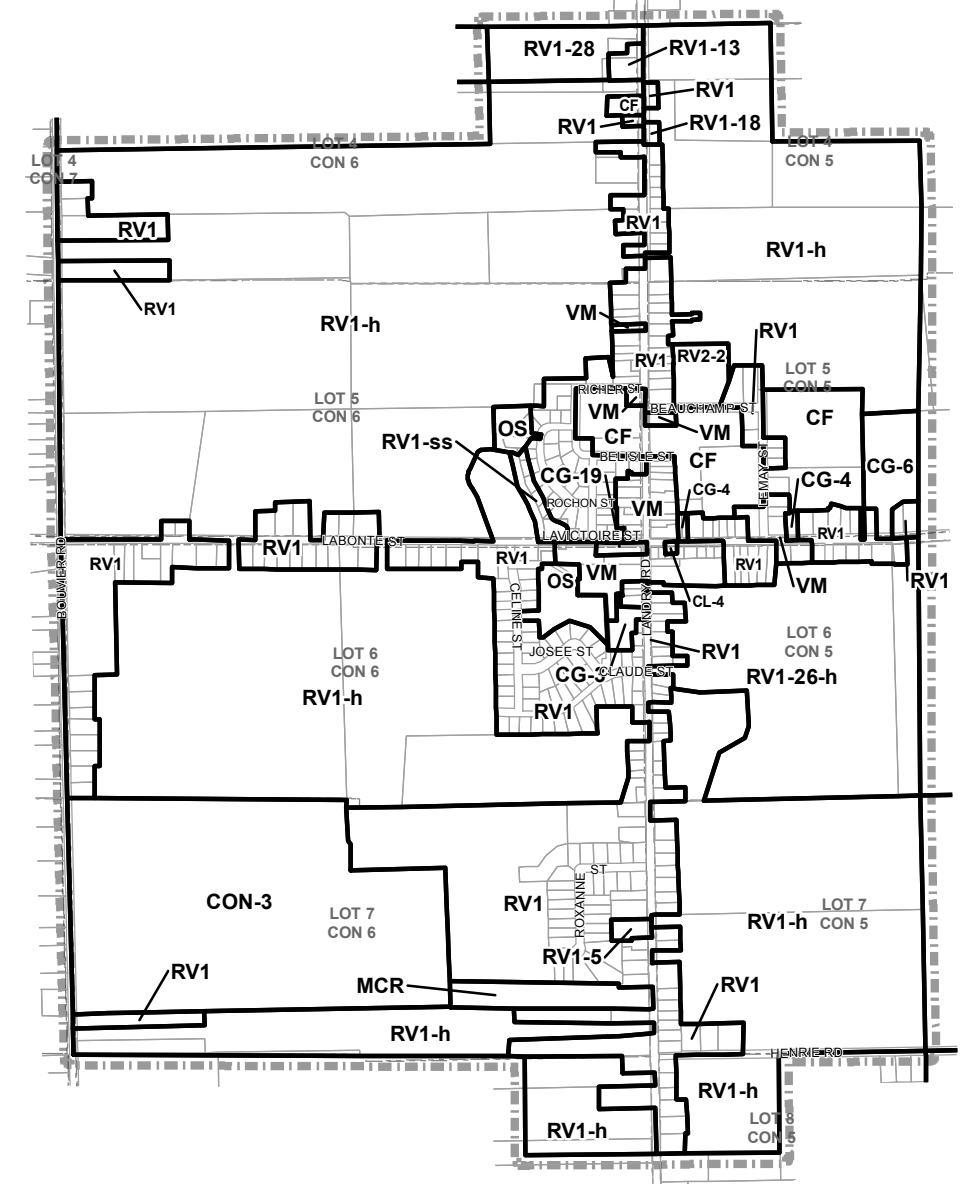 RV1-28
RV1-13
RV1
CF
RV1
RV1-18
LOT 4
CON 6
LOT 4
CON 5
LOT 4
CON 7
RV1
RV1
RV1-h
RV1
RV1-h
VM
RV1
RV1
RV2-2
LOT 5
CON 5
LOT 5
CON 6
RICHER ST
BEAUCHAMP ST
VM
VM
CF
OS
RV1-ss
CF
BELISLE ST
CF
LEMAY ST
CG-6
CG-19
CG-4
CG-4
ROCHON ST
VM
LAVICTOIRE ST
RV1
RV1
LABONTE ST
BOUVIER RD
RV1
RV1
VM
RV1
VM
RV1
OS
CL-4
CELINE ST
LANDRY RD
LOT 6
CON 5
RV1
JOSEE ST
LOT 6
CON 6
CG-3
CLAUDE ST
RV1-26-h
RV1-h
RV1
CON-3
RV1
ROXANNE ST
LOT 7
CON 6
LOT 7
CON 5
RV1-h
RV1-5
RV1
MCR
RV1
RV1-h
HENRIE RD
RV1-h
RV1-h
LOT 8
CON 5